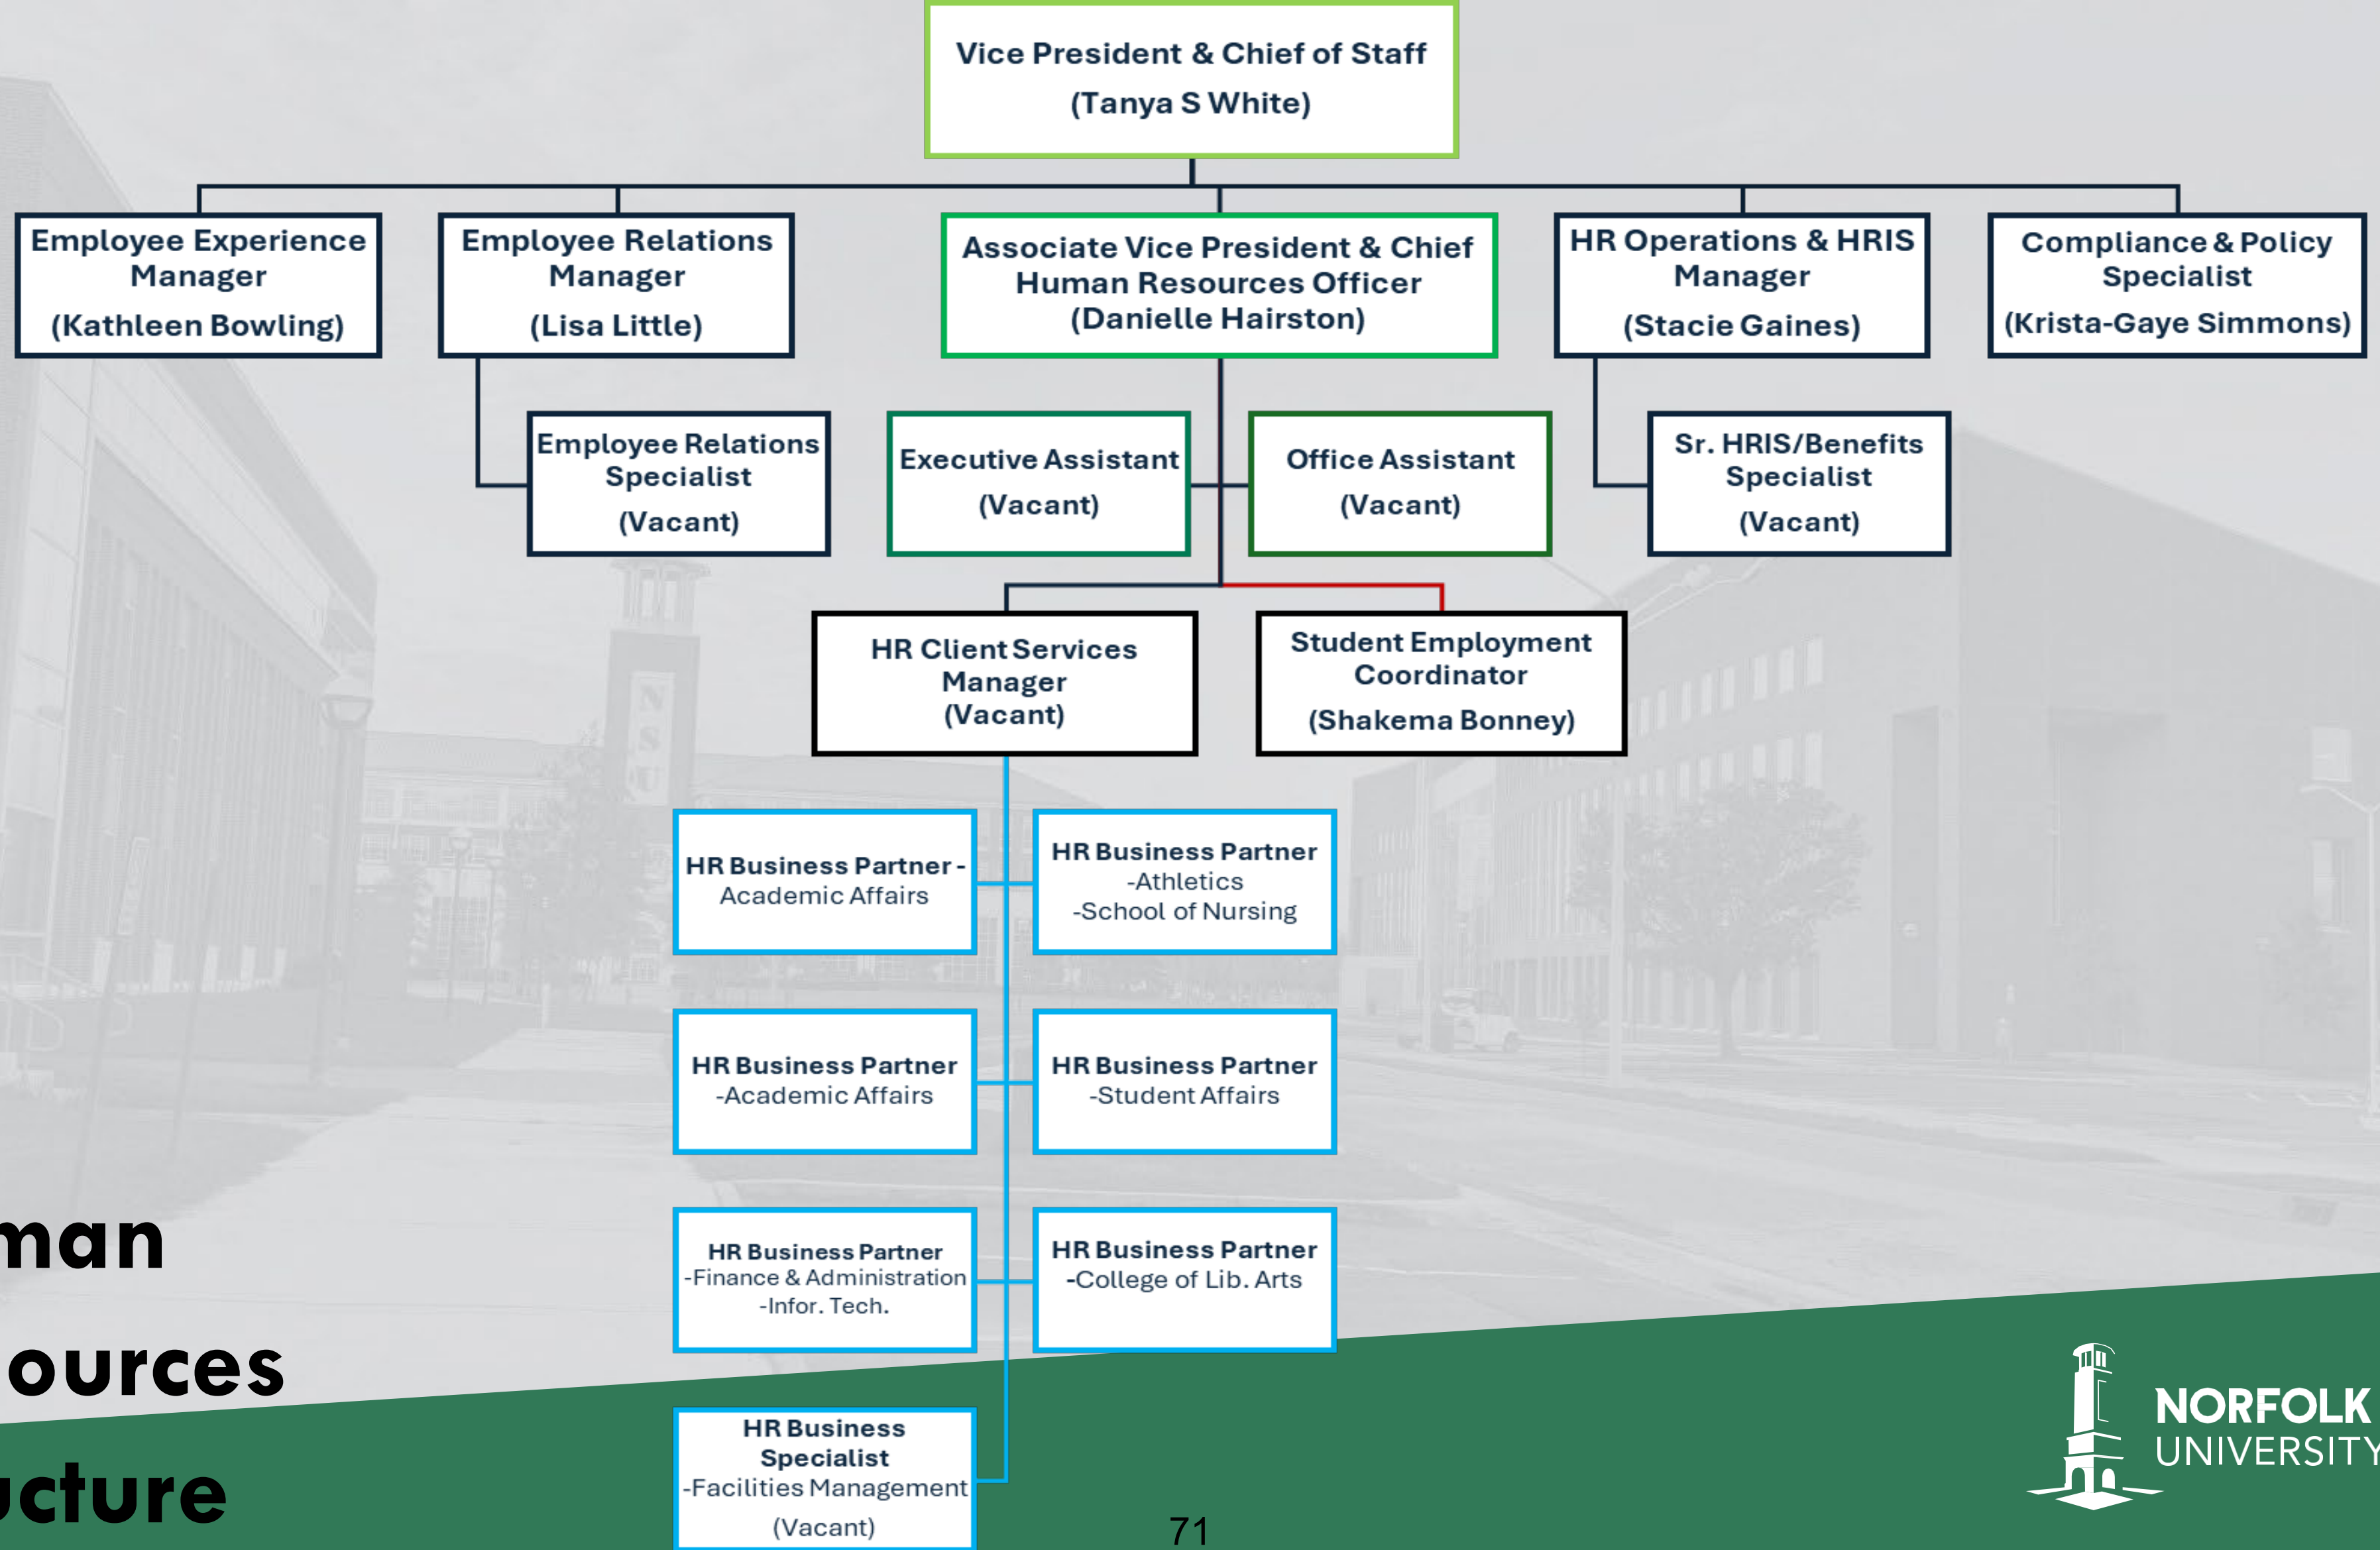 Vice President & Chief of Staff
(Tanya S White)
Employee Experience
Manager
(Kathleen Bowling)
Employee Relations
Manager
(Lisa Little)
Associate Vice President & Chief
Human Resources Officer
(Danielle Hairston)
HR Operations & HRIS
Manager
(Stacie Gaines)
Compliance & Policy
Specialist
(Krista-Gaye Simmons)
Employee Relations
Specialist
(Vacant)
Executive Assistant
(Vacant)
Office Assistant
(Vacant)
Sr. HRIS/Benefits
Specialist
(Vacant)
HR Client Services
Manager
(Vacant)
Student Employment
Coordinator
(Shakema Bonney)
HR Business Partner -
Academic Affairs
HR Business Partner
-Athletics
-School of Nursing
HR Business Partner
-Academic Affairs
HR Business Partner
-Student Affairs
HR Business Partner
-Finance & Administration
-Infor. Tech.
HR Business Partner
-College of Lib. Arts
HR Business
Specialist
-Facilities Management
(Vacant)
man
ources
ucture
NSU
NORFOLK
UNIVERSITY
71